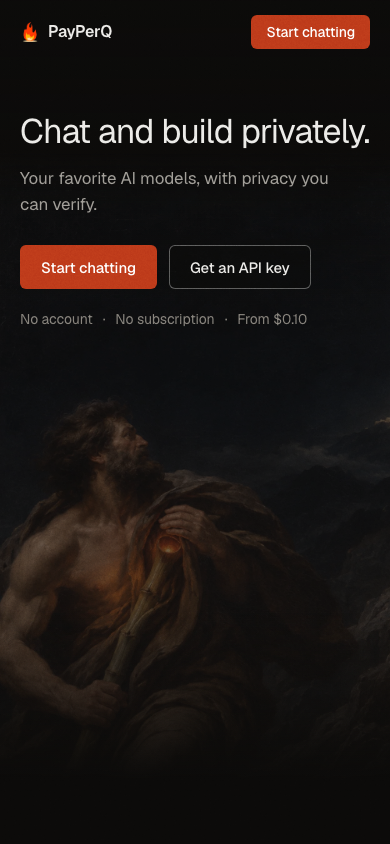 PayPerQ
Start chatting
Chat and build privately.
Your favorite AI models, with privacy you
can verify.
Start chatting
Get an API key
No account · No subscription · From $0.10